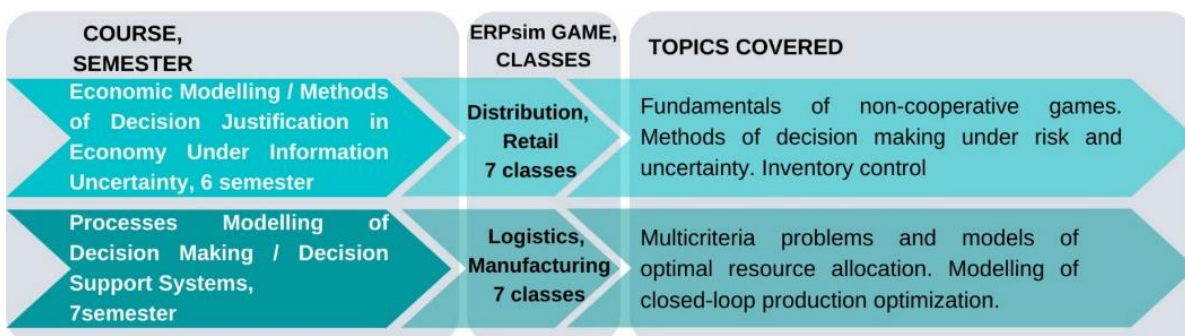 COURSE,
SEMESTER
ERPsim GAME,
CLASSES
TOPICS COVERED
Economic Modelling / Methods
of Decision Justification in
Economy Under Information
Uncertainty, 6 semester
Distribution,
Retail
7 classes
Fundamentals of non-cooperative games.
Methods of decision making under risk and
uncertainty. Inventory control
Processes Modelling of
Decision Making / Decision
Support Systems,
7semester
Logistics,
Manufacturing
7 classes
Multicriteria problems and models of
optimal resource allocation. Modelling of
closed-loop production optimization.